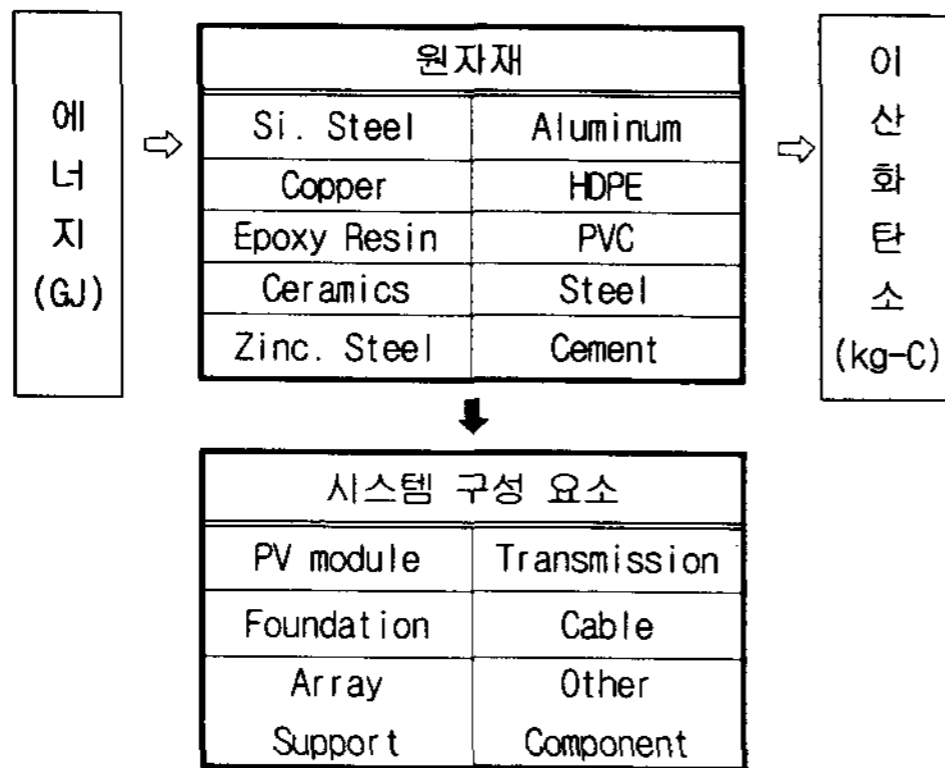 에너지(GJ)
원자재
Si. Steel Aluminum
Copper HDPE
Epoxy Resin PVC
Ceramics Steel
Zinc. Steel Cement
이산화탄소(kg-C)
시스템 구성 요소
PV module Transmission
Foundation Cable
Array Other
Support Component